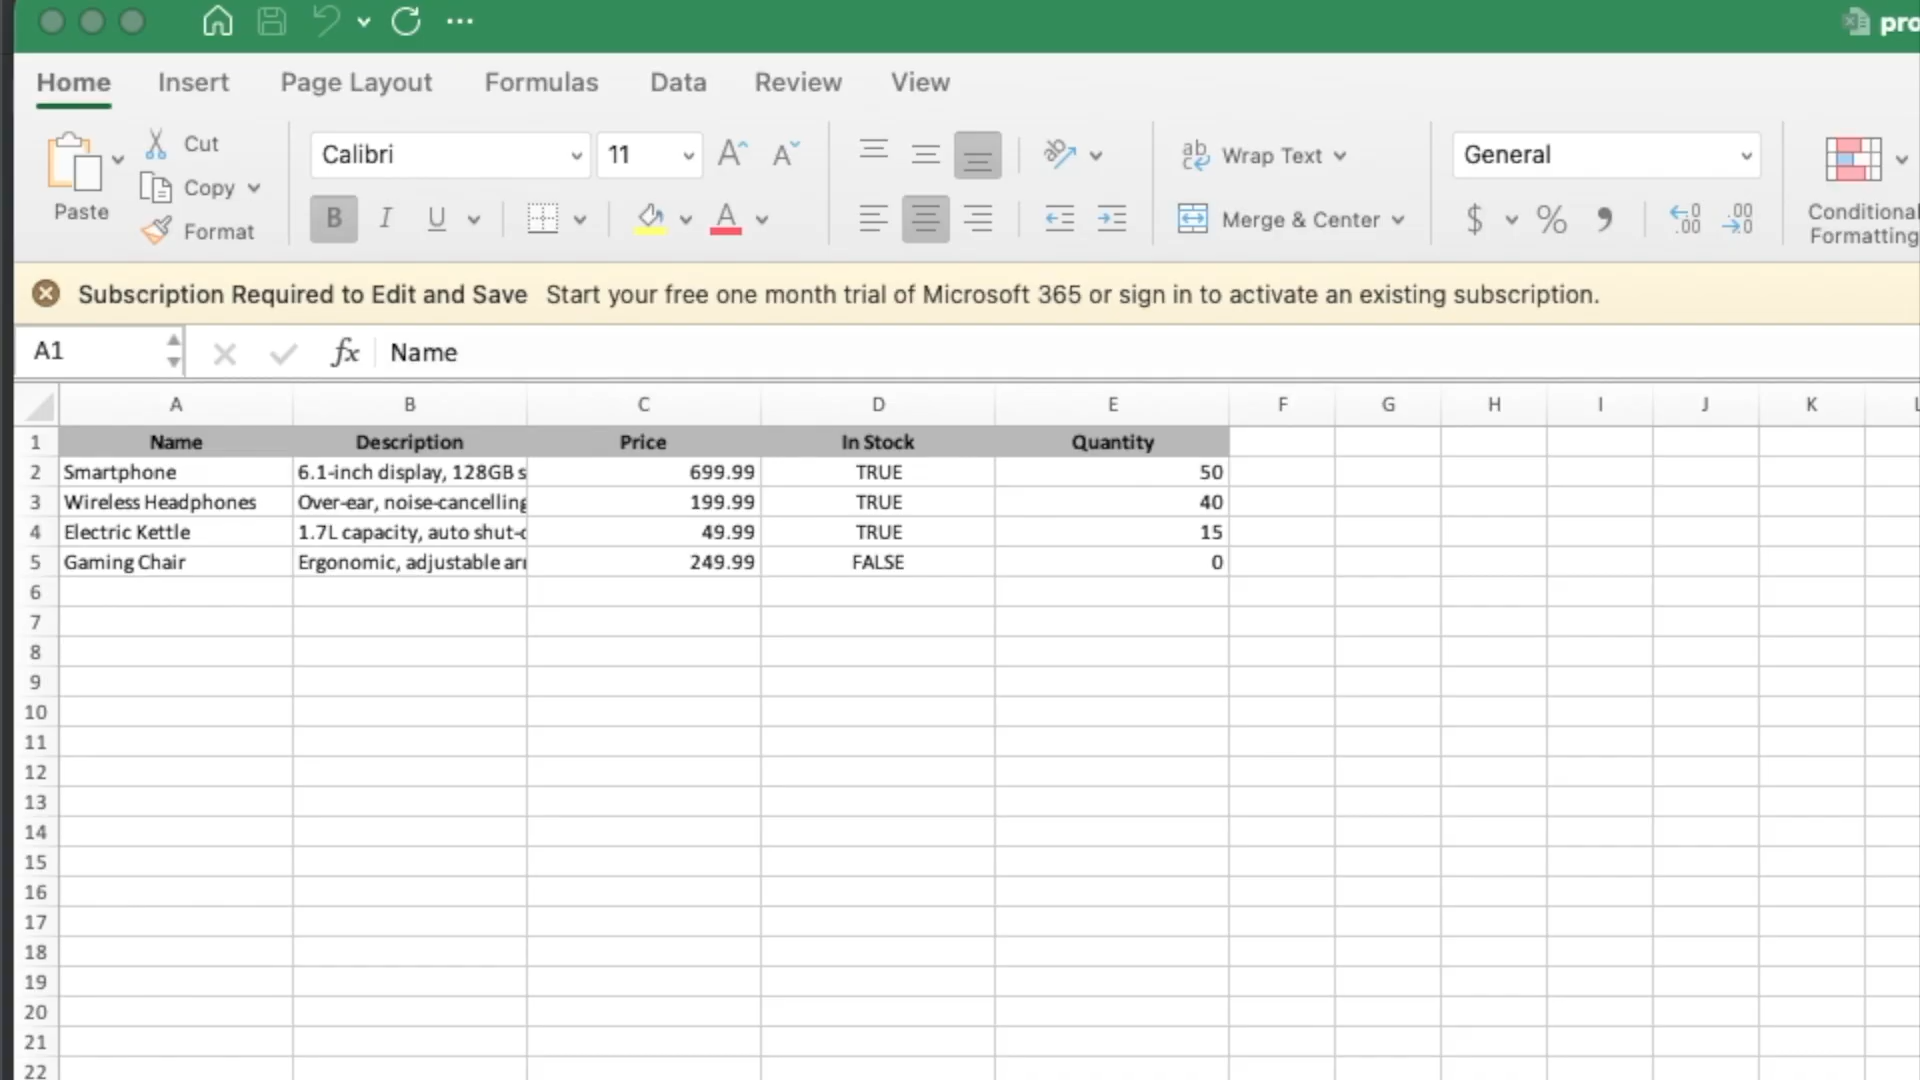 pro
Home Insert Page Layout Formulas Data Review View
Paste
Cut
Copy
Format
Calibri 11
B I U A
ab Wrap Text
Merge & Center
General
$ % 
Conditional
Formatting
Subscription Required to Edit and Save Start your free one month trial of Microsoft 365 or sign in to activate an existing subscription.
A1 fx Name
A B C D E F G H I J K L
1 Name Description Price In Stock Quantity
2 Smartphone 6.1-inch display, 128GB s 699.99 TRUE 50
3 Wireless Headphones Over-ear, noise-cancelling 199.99 TRUE 40
4 Electric Kettle 1.7L capacity, auto shut- 49.99 TRUE 15
5 Gaming Chair Ergonomic, adjustable 249.99 FALSE 0
6
7
8
9
10
11
12
13
14
15
16
17
18
19
20
21
22